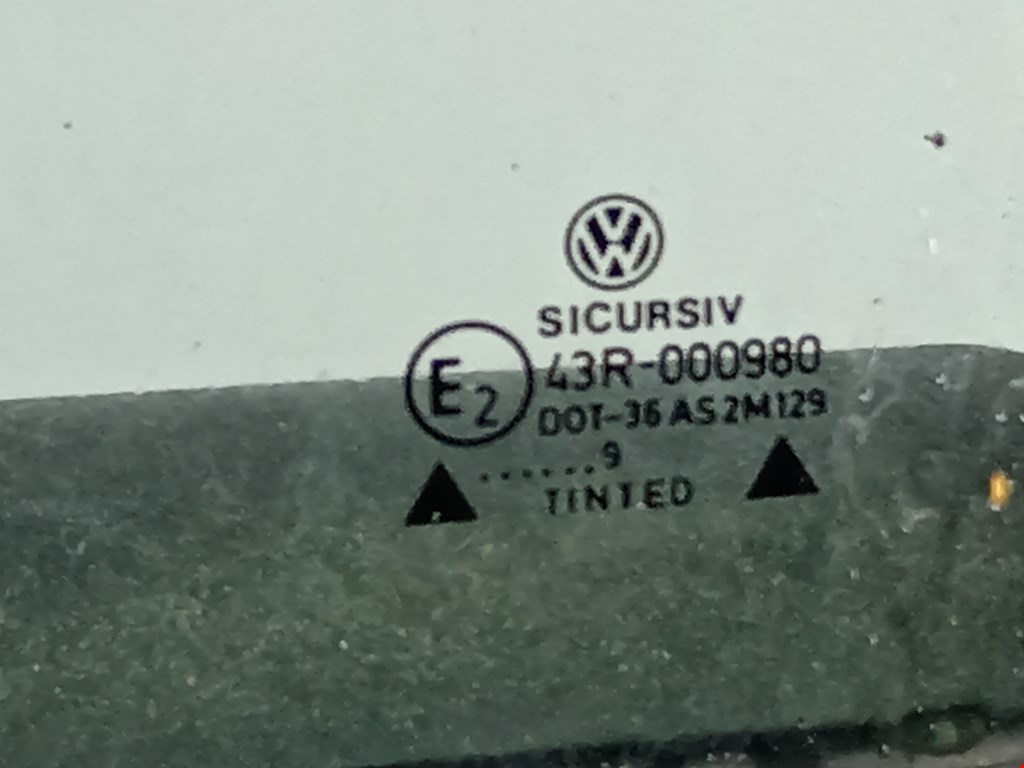 SICURSIV
E2 43R-000980
DOT-36 AS2M129
......9
TINTED